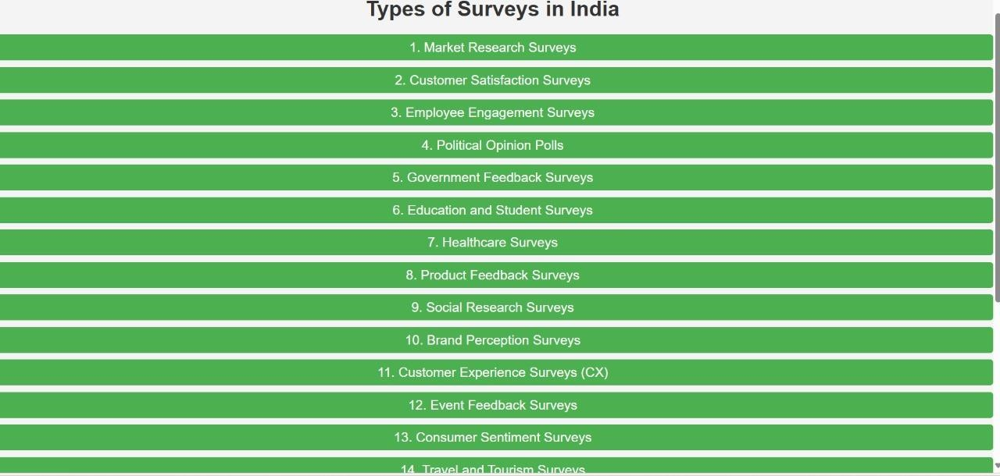 Types of Surveys in India
1. Market Research Surveys
2. Customer Satisfaction Surveys
3. Employee Engagement Surveys
4. Political Opinion Polls
5. Government Feedback Surveys
6. Education and Student Surveys
7. Healthcare Surveys
8. Product Feedback Surveys
9. Social Research Surveys
10. Brand Perception Surveys
11. Customer Experience Surveys (CX)
12. Event Feedback Surveys
13. Consumer Sentiment Surveys
14. Travel and Tourism Surveys